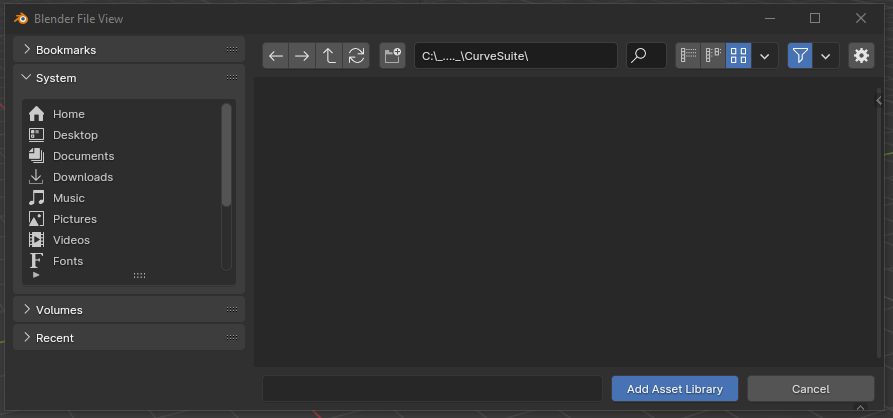 Blender File View
Bookmarks
System
Home
Desktop
Documents
Downloads
Music
Pictures
Videos
Fonts
Volumes
Recent
C:\_...._\CurveSuite\
Add Asset Library
Cancel